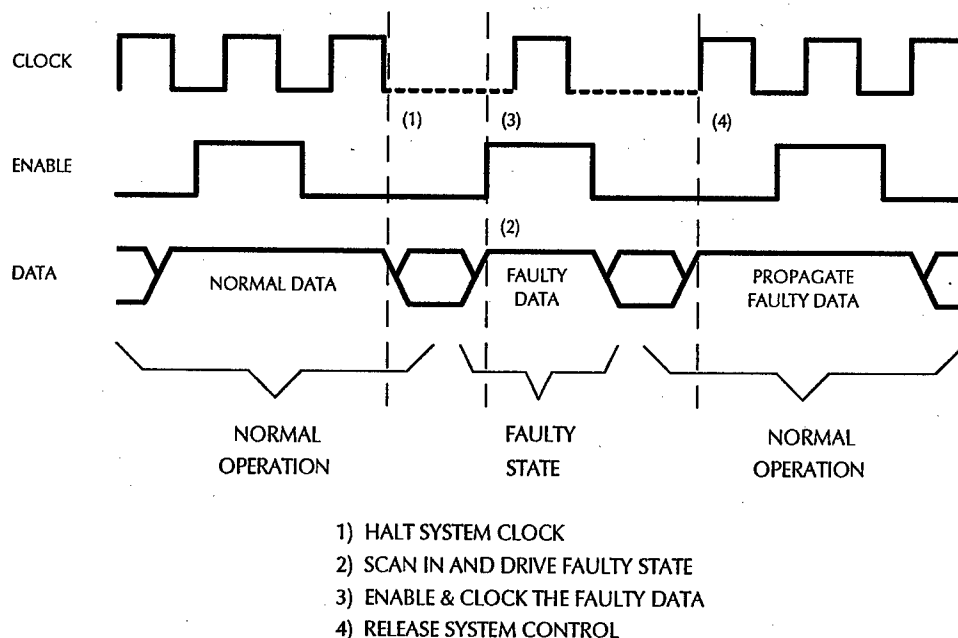 CLOCK
(1) (3) (4)
ENABLE
(2)
DATA
NORMAL DATA
FAULTY
DATA
PROPAGATE
FAULTY DATA
NORMAL
OPERATION
FAULTY
STATE
NORMAL
OPERATION
1) HALT SYSTEM CLOCK
2) SCAN IN AND DRIVE FAULTY STATE
3) ENABLE & CLOCK THE FAULTY DATA
4) RELEASE SYSTEM CONTROL